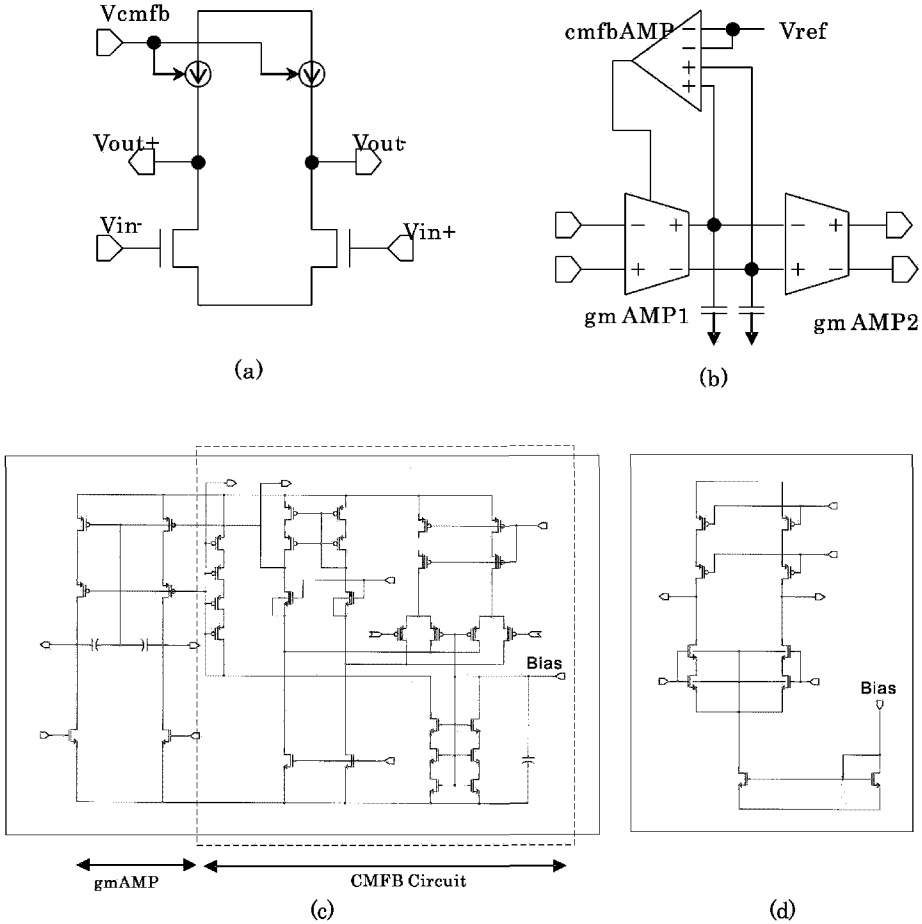 Vcmfb
Vout+
Vout-
Vin-
Vin+
(a)
cmfbAMP
−
−
+
+
Vref
−
+
+
−
−
+
+
−
gm AMP1
gm AMP2
(b)
Bias
gmAMP
CMFB Circuit
(c)
Bias
(d)